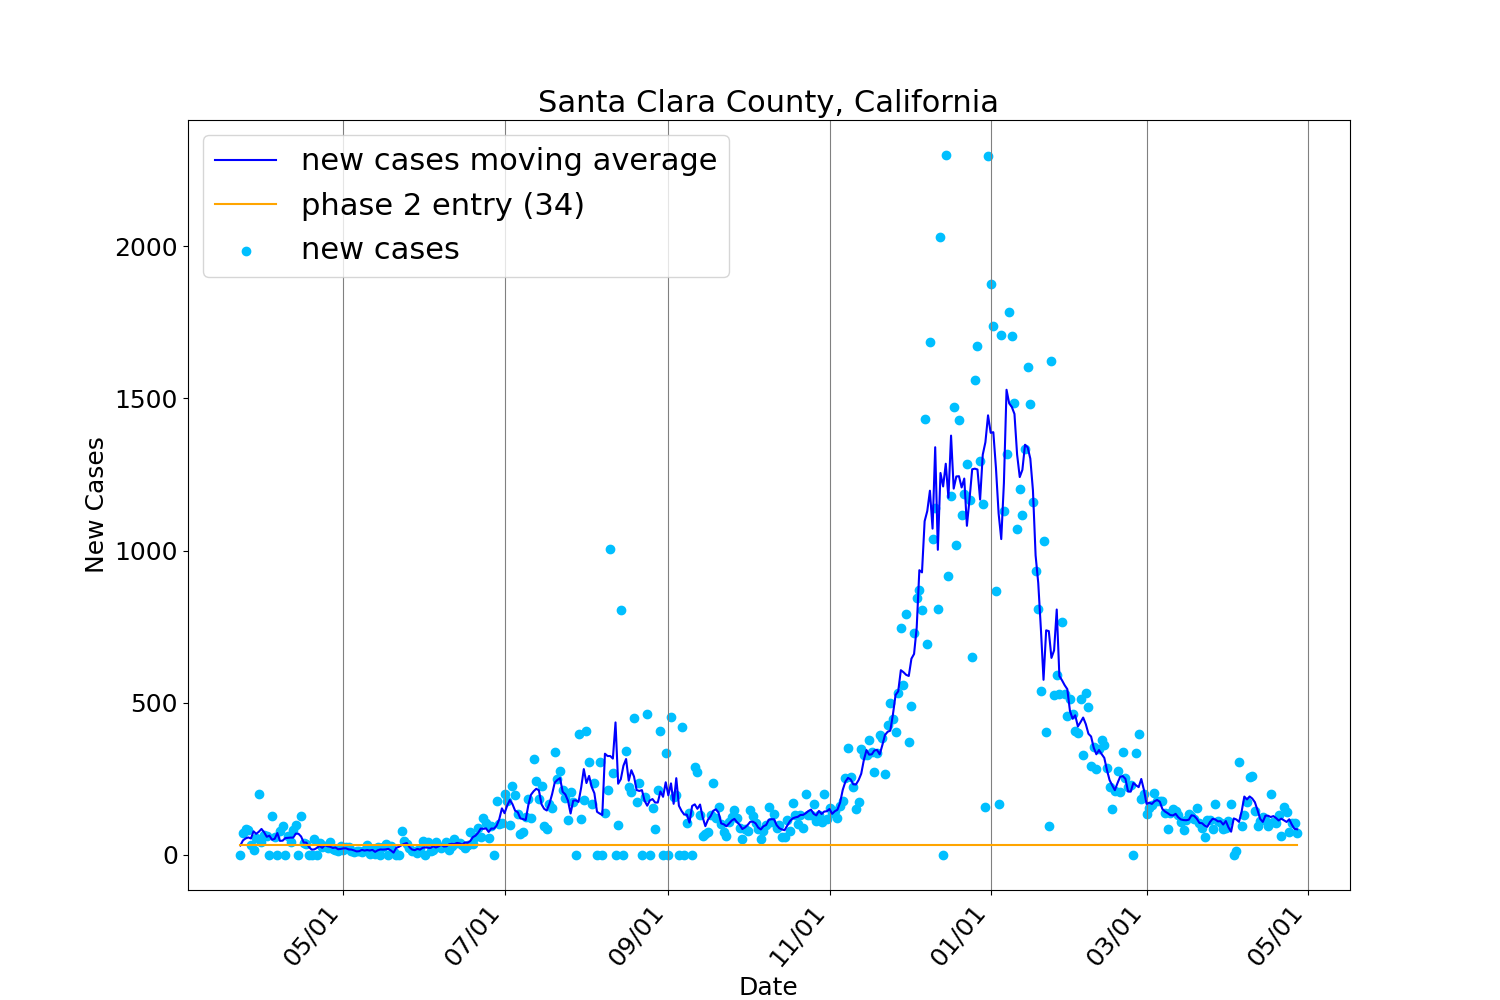 Santa Clara County, California
new cases moving average
phase 2 entry (34)
new cases
2000
1500
1000
500
0
New Cases
05/01
07/01
09/01
11/01
01/01
03/01
05/01
Date